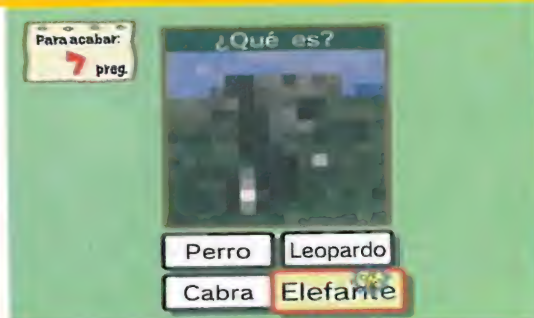 Para acabar:
7 preg.
¿Qué es?
Perro
Leopardo
Cabra
Elefante